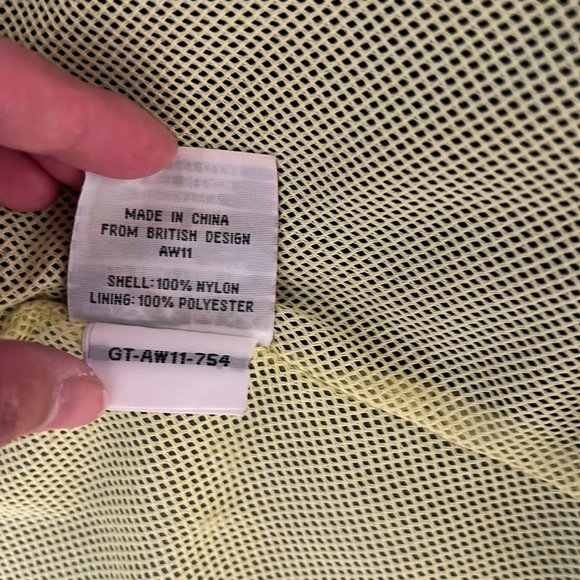 MADE IN CHINA
FROM BRITISH DESIGN
AW11
SHELL:100% NYLON
LINING:100% POLYESTER
GT-AW11-754